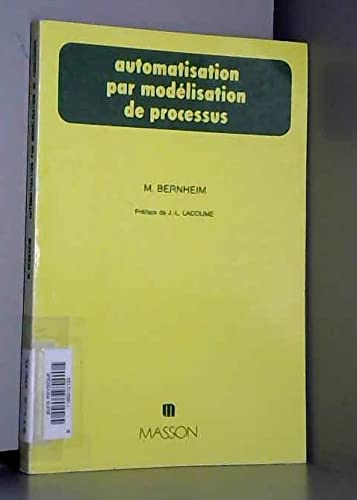 automatisation
par modélisation
de processus
M. BERNHEIM
Préface de J.-L. LACOUME
m
MASSON